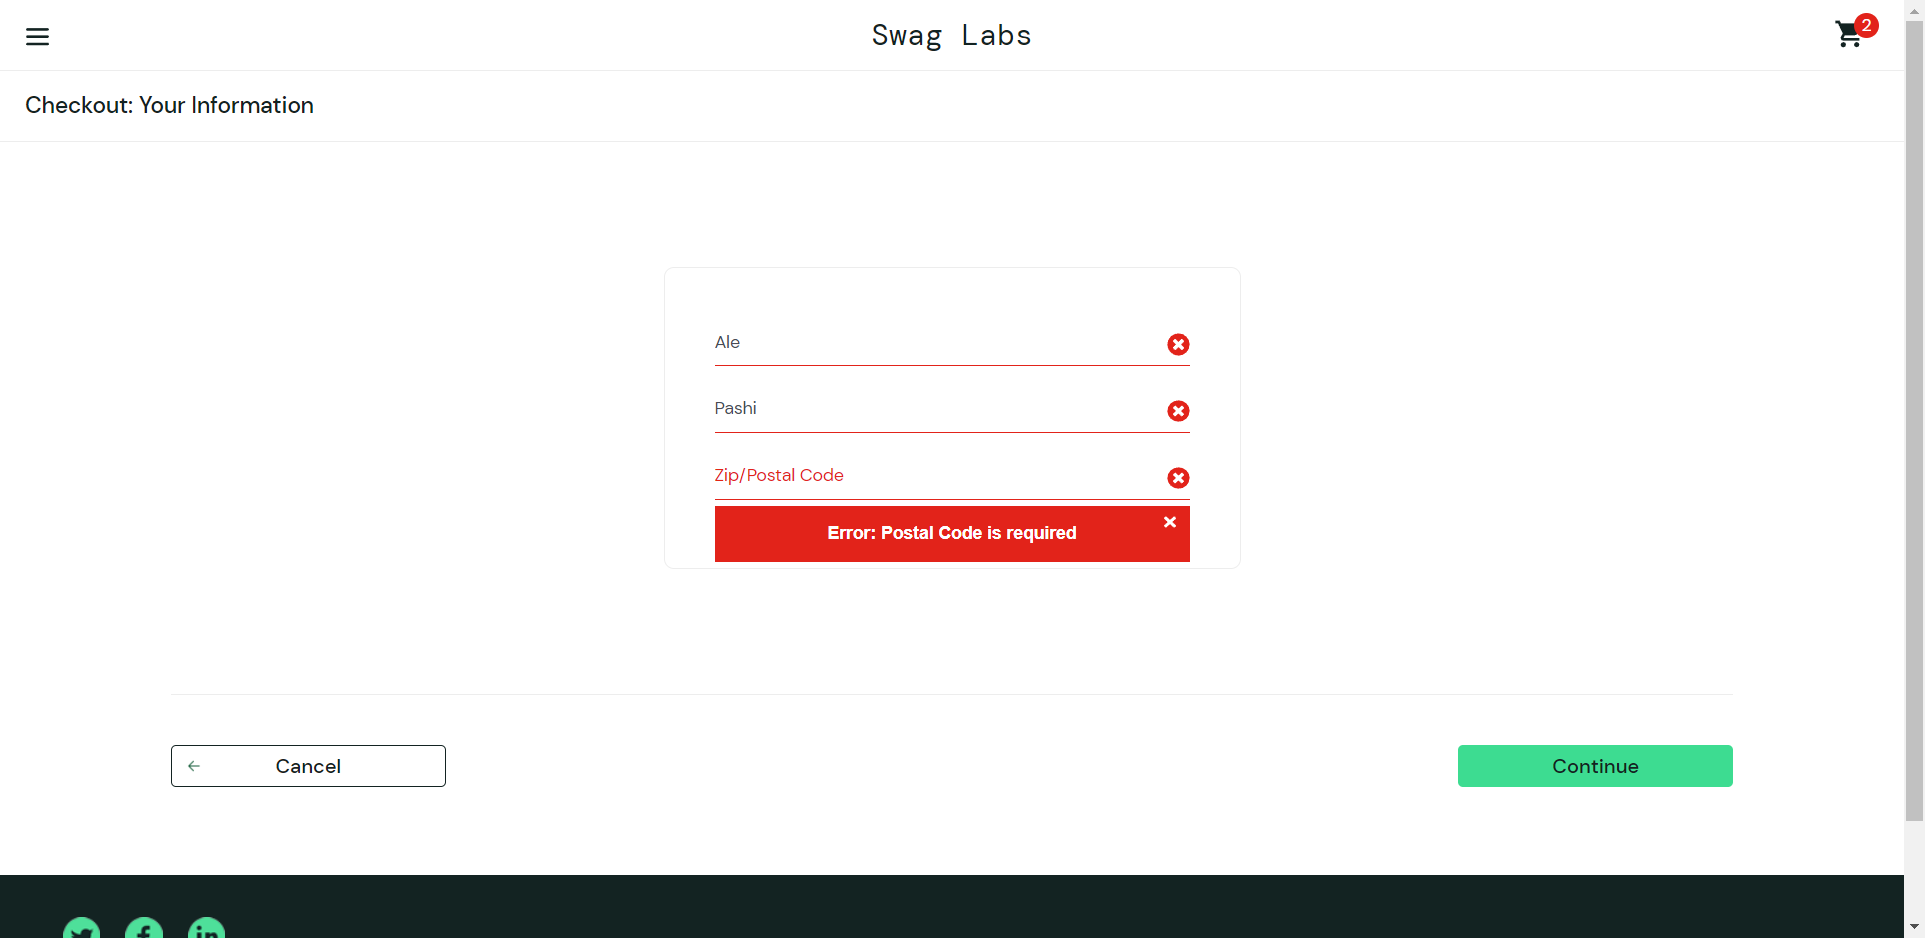 Swag Labs
2
Checkout: Your Information
Ale
Pashi
Zip/Postal Code
Error: Postal Code is required
Cancel
Continue